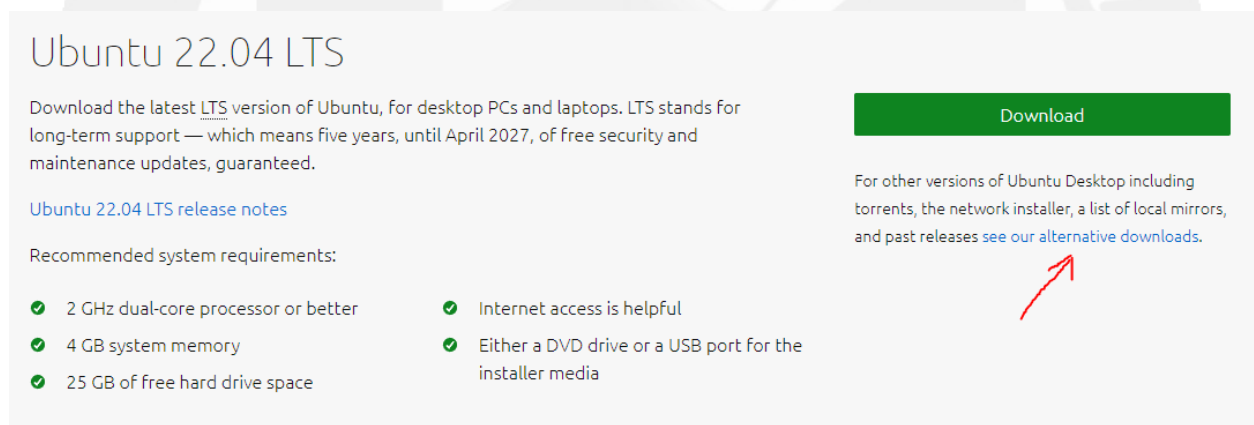 Ubuntu 22.04 LTS
Download the latest LTS version of Ubuntu, for desktop PCs and laptops. LTS stands for
long-term support — which means five years, until April 2027, of free security and
maintenance updates, guaranteed.
Ubuntu 22.04 LTS release notes
Recommended system requirements:
2 GHz dual-core processor or better
4 GB system memory
25 GB of free hard drive space
Internet access is helpful
Either a DVD drive or a USB port for the
installer media
Download
For other versions of Ubuntu Desktop including
torrents, the network installer, a list of local mirrors,
and past releases see our alternative downloads.